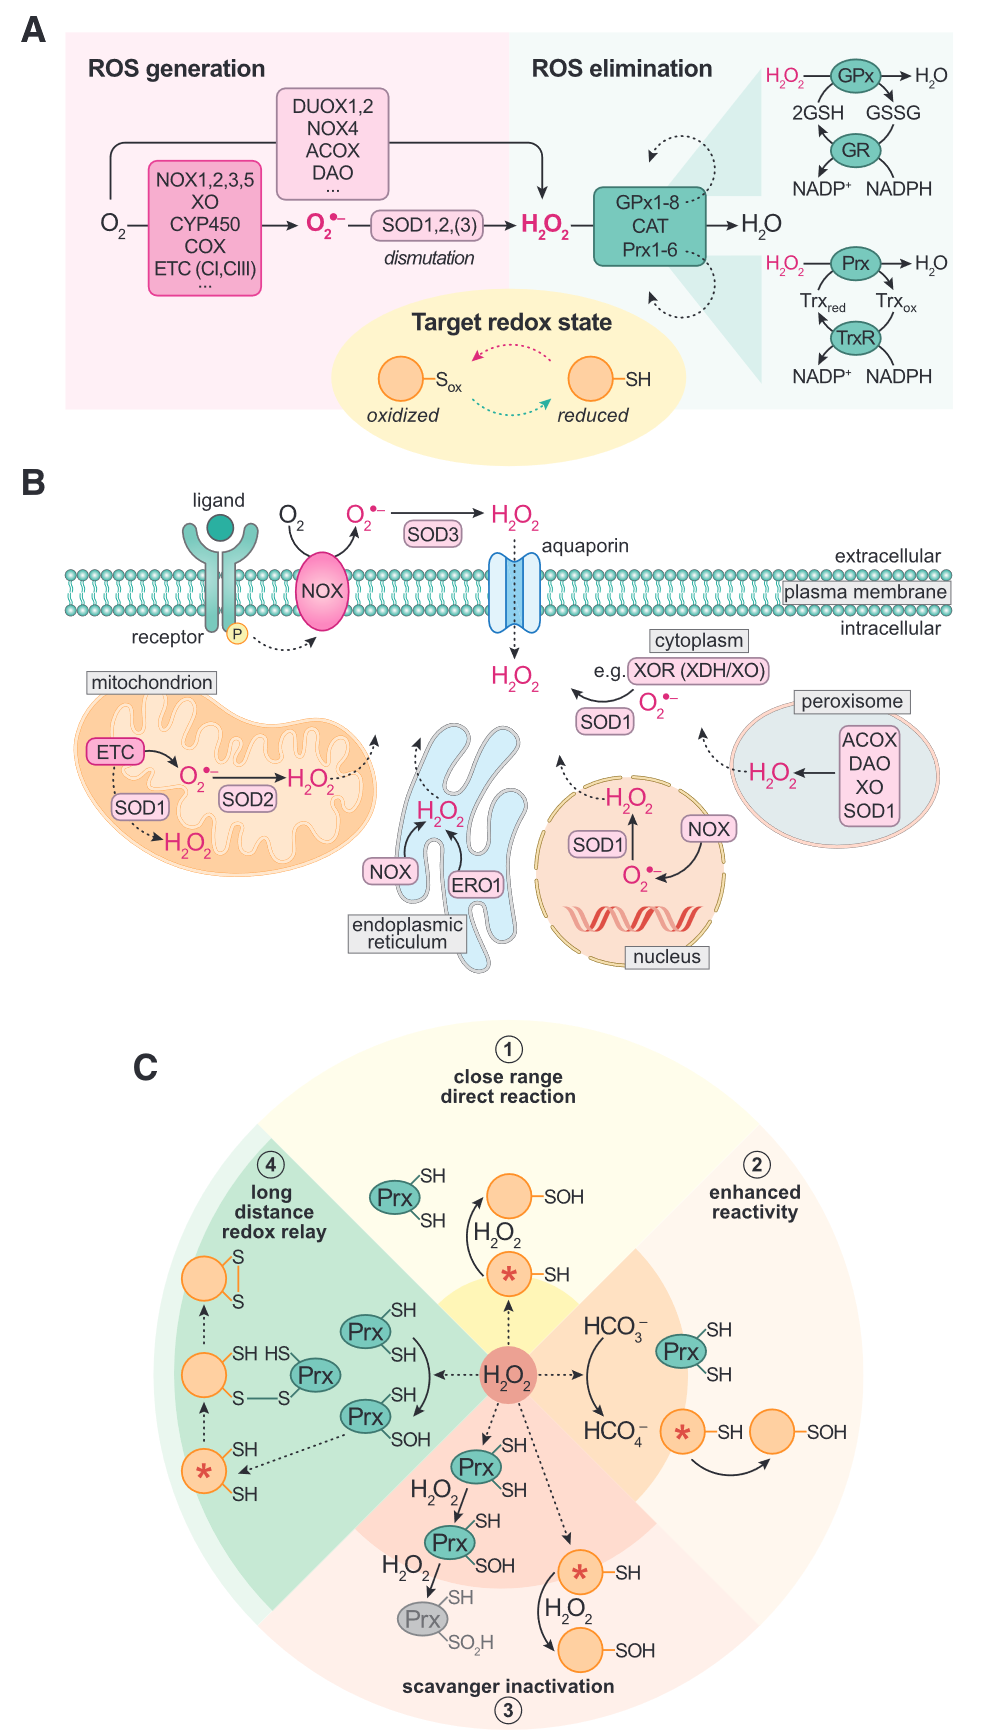 A
ROS generation
DUOX1,2
NOX4
ACOX
DAO
...
NOX1,2,3,5
XO
CYP450
COX
ETC (CI,CIII)
...
O₂
O₂•–
SOD1,2,(3)
dismutation
H₂O₂
ROS elimination
GPx1-8
CAT
Prx1-6
H₂O
H₂O₂
GPx
H₂O
2GSH
GSSG
GR
NADP⁺
NADPH
H₂O₂
Prx
H₂O
Trx_red
Trx_ox
TrxR
NADP⁺
NADPH
Target redox state
S_ox
SH
oxidized
reduced
B
ligand
O₂
O₂•–
SOD3
H₂O₂
aquaporin
extracellular
NOX
plasma membrane
receptor
P
intracellular
H₂O₂
cytoplasm
e.g. XOR (XDH/XO)
O₂•–
SOD1
mitochondrion
ETC
O₂•–
SOD2
H₂O₂
SOD1
H₂O₂
H₂O₂
NOX
ERO1
endoplasmic
reticulum
H₂O₂
SOD1
NOX
O₂•–
nucleus
peroxisome
H₂O₂
ACOX
DAO
XO
SOD1
C
1
close range
direct reaction
Prx
SH
SH
SOH
H₂O₂
*
SH
2
enhanced
reactivity
HCO₃⁻
HCO₄⁻
Prx
SH
SH
*
SH
SOH
4
long
distance
redox relay
S
S
SH
S
HS
S
Prx
*
SH
SH
Prx
SH
SH
Prx
SH
SOH
H₂O₂
Prx
SH
SH
H₂O₂
Prx
SH
SOH
H₂O₂
Prx
SH
SO₂H
*
SH
H₂O₂
SOH
scavanger inactivation
3